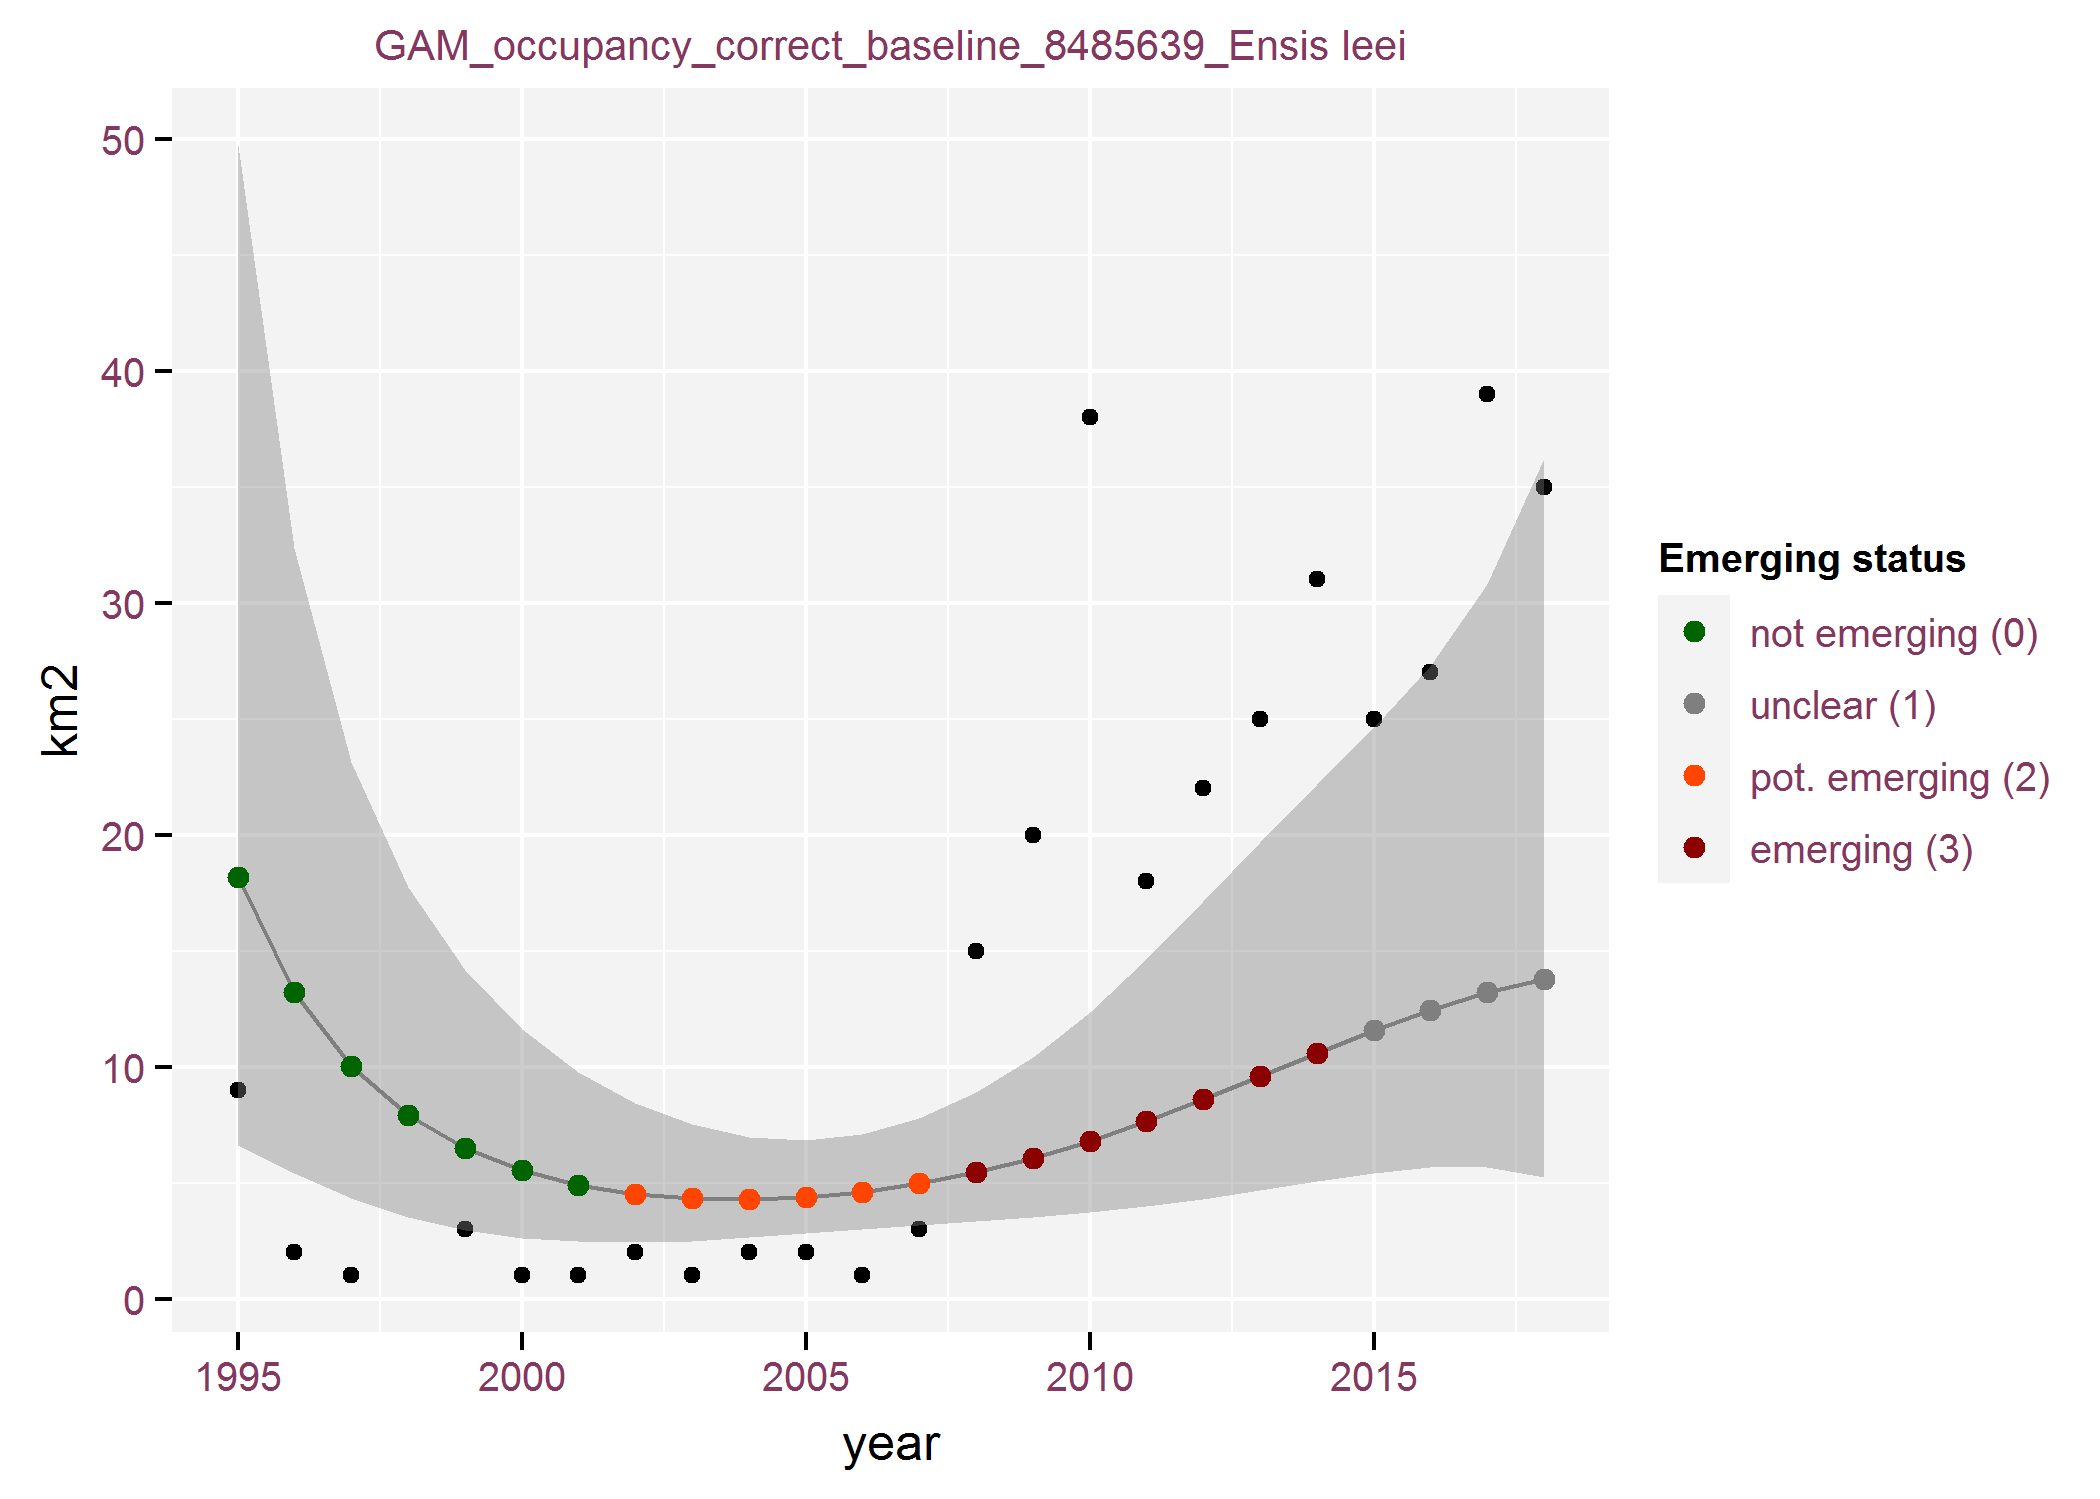 GAM_occupancy_correct_baseline_8485639_Ensis leei
50
40
30
20
10
0
km2
1995 2000 2005 2010 2015
year
Emerging status
not emerging (0)
unclear (1)
pot. emerging (2)
emerging (3)